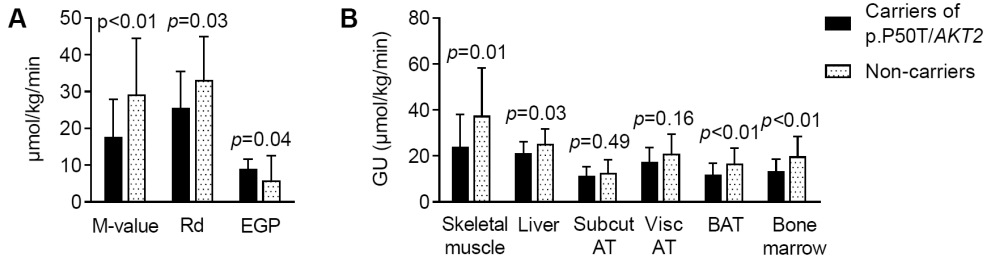 A
50
40
30
20
10
0
µmol/kg/min
p<0.01
p=0.03
p=0.04
M-value
Rd
EGP
B
80
60
40
20
0
GU (µmol/kg/min)
p=0.01
p=0.03
p=0.49
p=0.16
p<0.01
p<0.01
Skeletal
muscle
Liver
Subcut
AT
Visc
AT
BAT
Bone
marrow
Carriers of
p.P50T/AKT2
Non-carriers